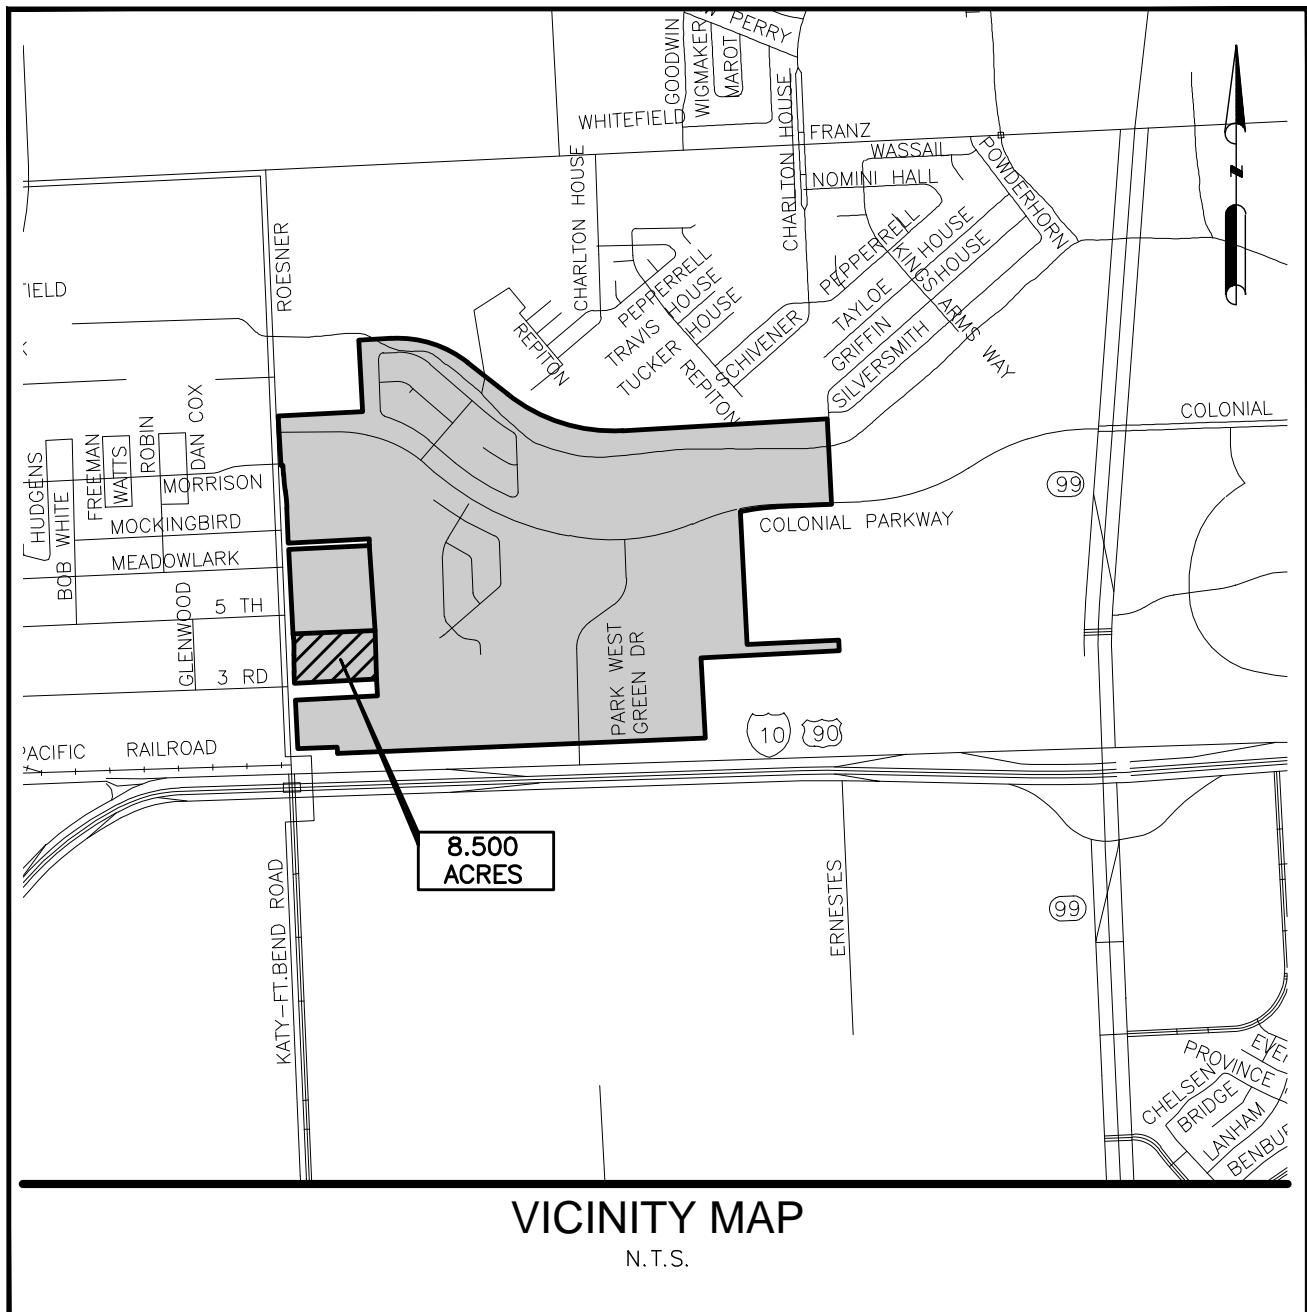 W PERRY
GOODWIN
WIGMAKER
MAROT
WHITEFIELD
CHARLTON HOUSE
FRANZ
WASSAIL
NOMINI HALL
POWDERHORN
CHARLTON HOUSE
ROESNER
PEPPERRELL
TRAVIS HOUSE
TUCKER HOUSE
REPITON
REPITON
SCHIVENER
PEPPERRELL
TAYLOE HOUSE
GRIFFIN HOUSE
SILVERSMITH
KINGS ARMS WAY
N
IELD
COLONIAL
DAN COX
ROBIN
WATTS
FREEMAN
HUDGENS
BOB WHITE
MORRISON
MOCKINGBIRD
MEADOWLARK
GLENWOOD
5 TH
3 RD
99
COLONIAL PARKWAY
PARK WEST
GREEN DR
10
90
PACIFIC RAILROAD
8.500
ACRES
KATY-FT.BEND ROAD
ERNESTES
99
EVE
PROVINCE
CHELSEN
BRIDGE
LANHAM
BENBU
VICINITY MAP
N.T.S.